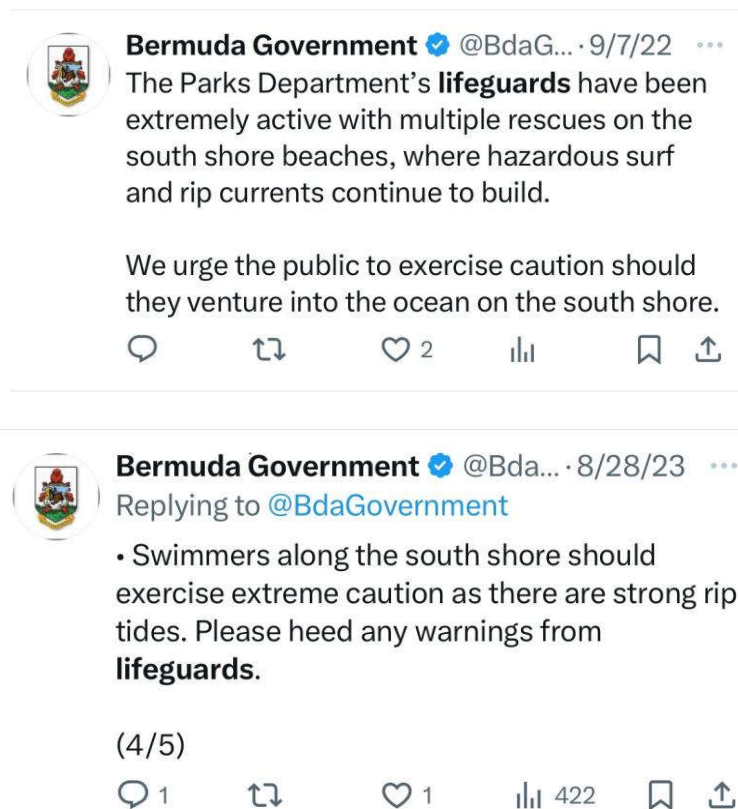 Bermuda Government @BdaG... · 9/7/22 ...
The Parks Department's lifeguards have been
extremely active with multiple rescues on the
south shore beaches, where hazardous surf
and rip currents continue to build.
We urge the public to exercise caution should
they venture into the ocean on the south shore.
2
Bermuda Government @Bda... · 8/28/23 ...
Replying to @BdaGovernment
• Swimmers along the south shore should
exercise extreme caution as there are strong rip
tides. Please heed any warnings from
lifeguards.
(4/5)
1 1 422